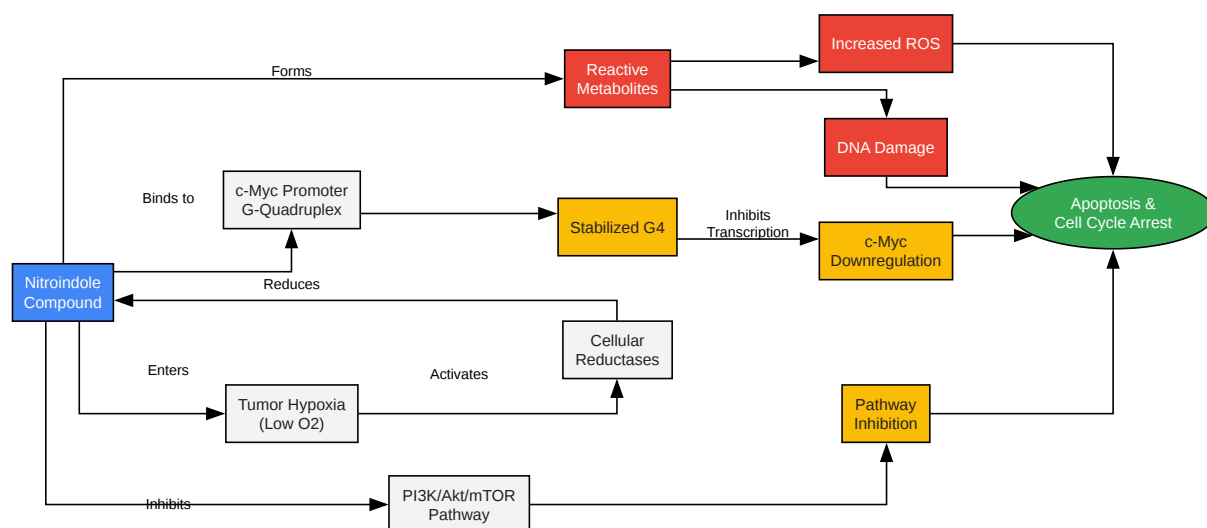 Increased ROS
Forms
Reactive
Metabolites
DNA Damage
Binds to
c-Myc Promoter
G-Quadruplex
Stabilized G4
Inhibits
Transcription
c-Myc
Downregulation
Apoptosis &
Cell Cycle Arrest
Nitroindole
Compound
Reduces
Cellular
Reductases
Enters
Activates
Tumor Hypoxia
(Low O2)
Pathway
Inhibition
Inhibits
PI3K/Akt/mTOR
Pathway